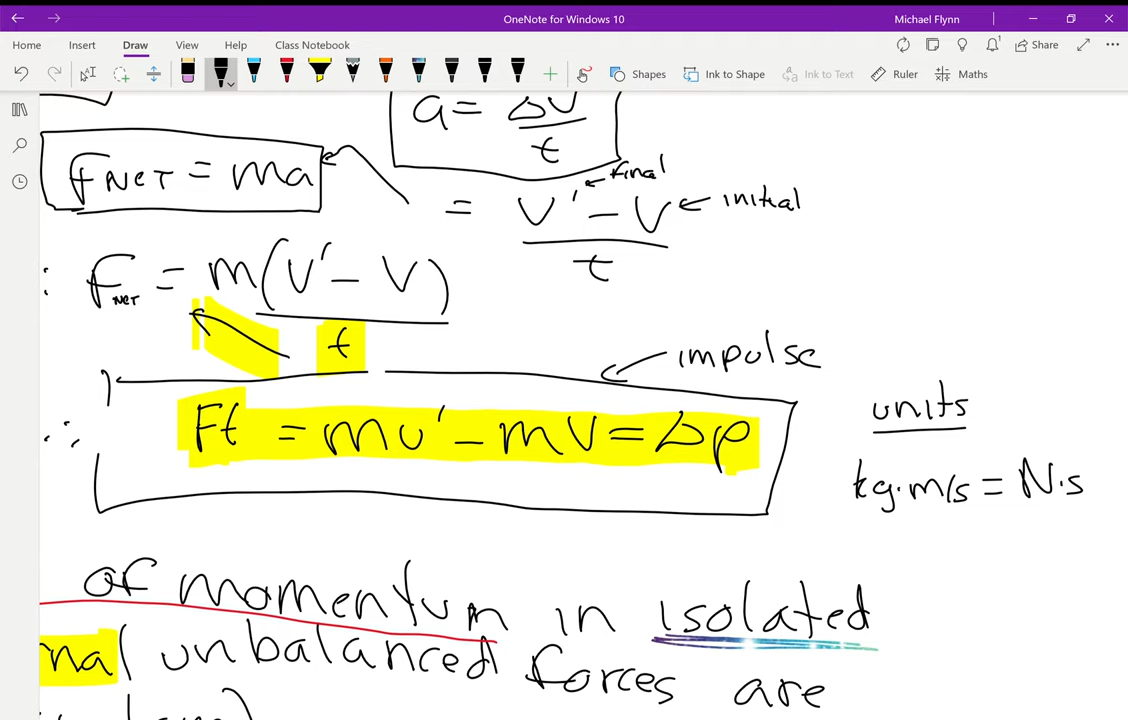 OneNote for Windows 10
Michael Flynn
Home Insert Draw View Help Class Notebook
Share
Shapes Ink to Shape Ink to Text Ruler Maths
a = ΔV/t
FNET = ma
= V' - V / t
final
initial
: FNET = m(V' - V) / t
impulse
∴ Ft = mv' - mV = Δp
units
kg·m/s = N·s
of momentum in isolated
nal unbalanced forces are